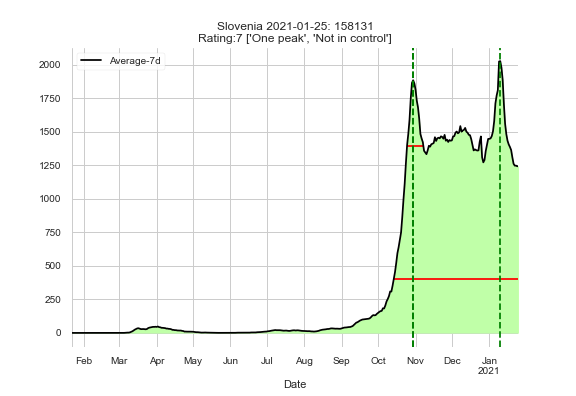 Slovenia 2021-01-25: 158131
Rating:7 ['One peak', 'Not in control']
Average-7d
2000
1750
1500
1250
1000
750
500
250
0
Feb Mar Apr May Jun Jul Aug Sep Oct Nov Dec Jan
2021
Date